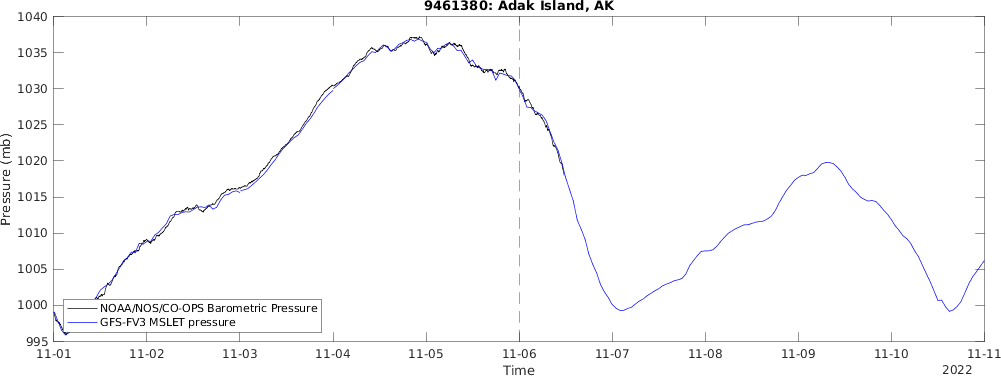 9461380: Adak Island, AK
1040
1035
1030
1025
1020
1015
1010
1005
1000
995
Pressure (mb)
NOAA/NOS/CO-OPS Barometric Pressure
GFS-FV3 MSLET pressure
11-01 11-02 11-03 11-04 11-05 11-06 11-07 11-08 11-09 11-10 11-11
Time
2022